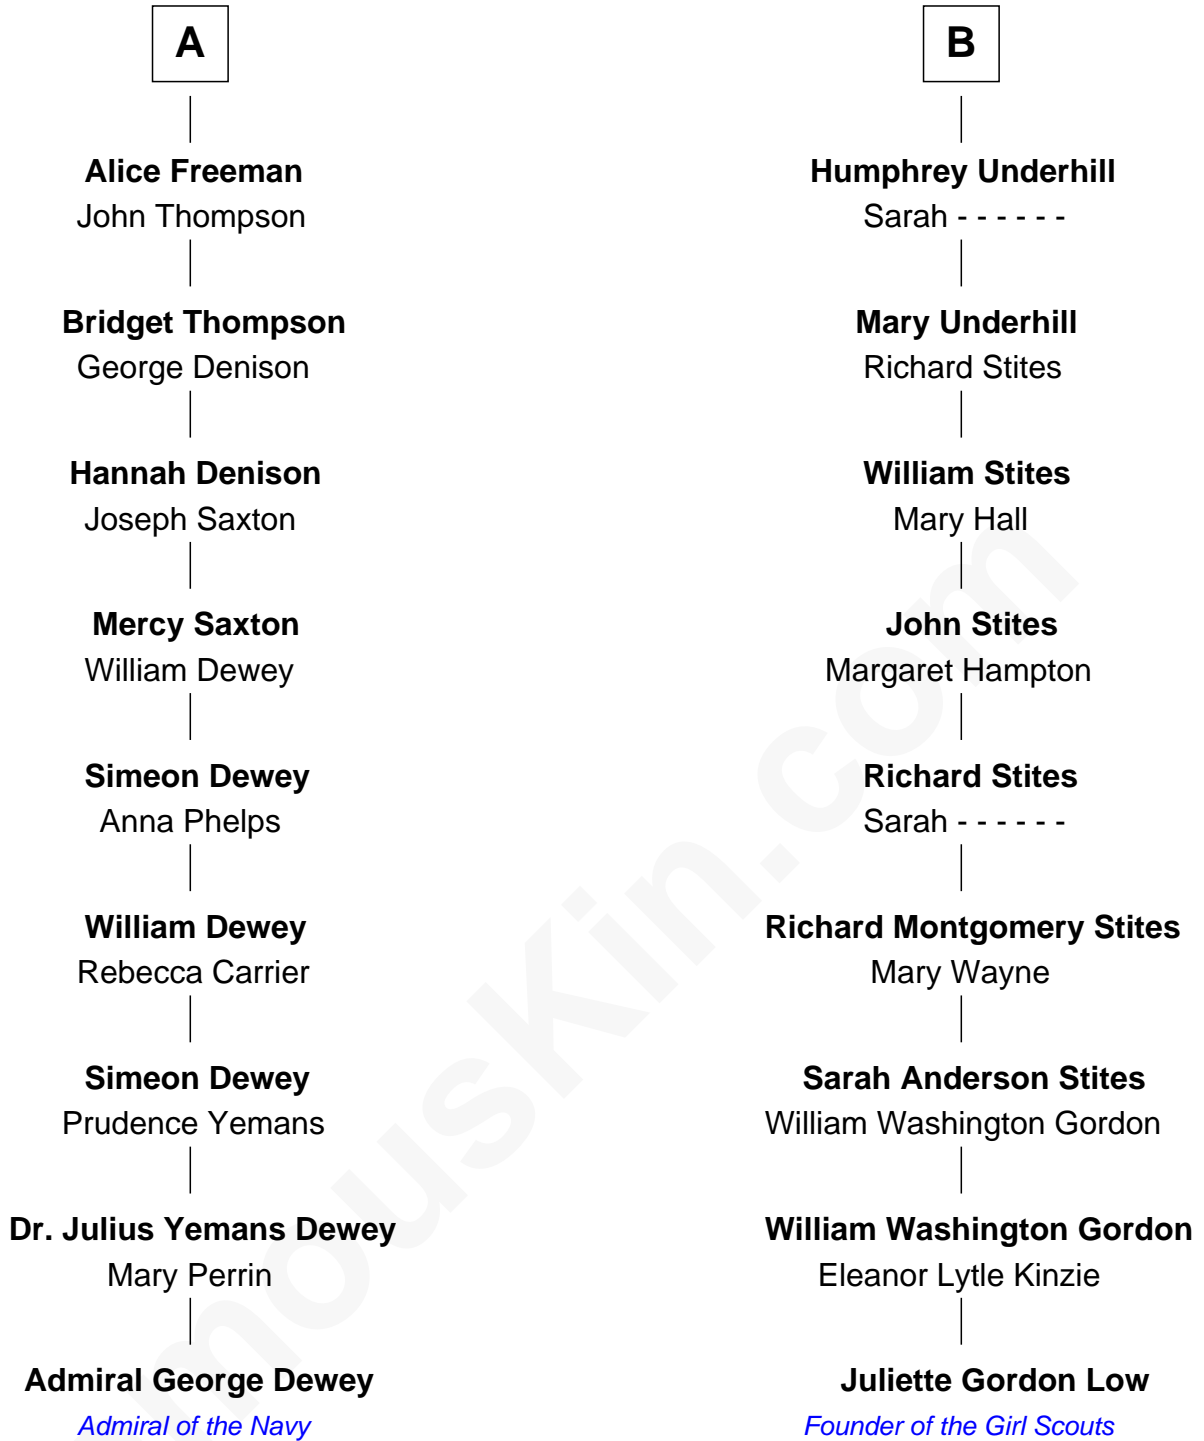 A
Alice Freeman
John Thompson
Bridget Thompson
George Denison
Hannah Denison
Joseph Saxton
Mercy Saxton
William Dewey
Simeon Dewey
Anna Phelps
William Dewey
Rebecca Carrier
Simeon Dewey
Prudence Yemans
Dr. Julius Yemans Dewey
Mary Perrin
Admiral George Dewey
Admiral of the Navy
B
Humphrey Underhill
Sarah - - - - - -
Mary Underhill
Richard Stites
William Stites
Mary Hall
John Stites
Margaret Hampton
Richard Stites
Sarah - - - - - -
Richard Montgomery Stites
Mary Wayne
Sarah Anderson Stites
William Washington Gordon
William Washington Gordon
Eleanor Lytle Kinzie
Juliette Gordon Low
Founder of the Girl Scouts
mousKin.com